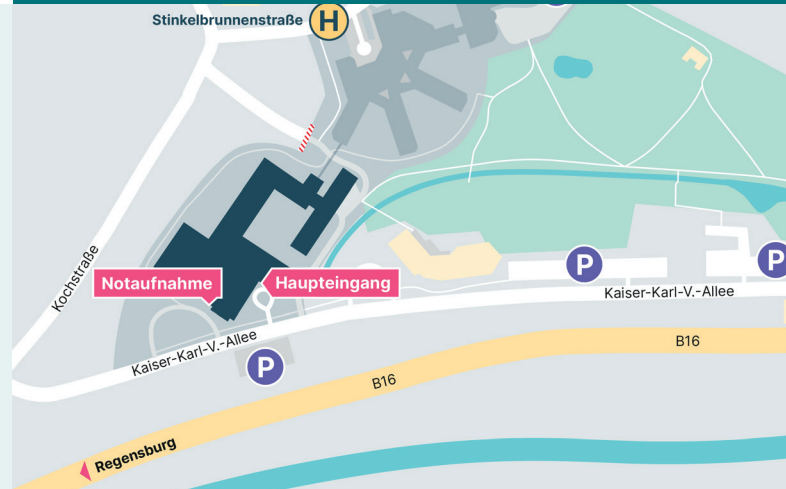 Stinkelbrunnenstraße
H
Kochstraße
Notaufnahme
Haupteingang
P
P
Kaiser-Karl-V.-Allee
Kaiser-Karl-V.-Allee
P
B16
B16
Regensburg